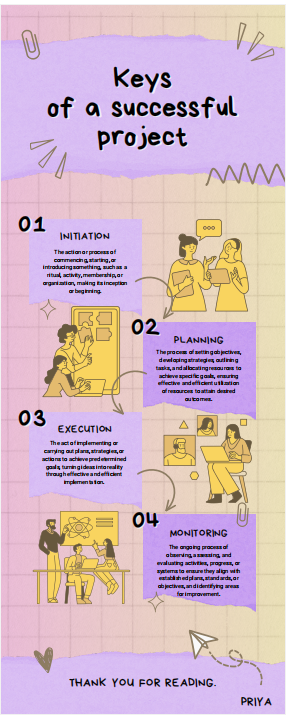 Keys
of a successful
project
01
INITIATION
The action or process of
commencing, starting, or
introducing something, such as a
ritual, activity, membership, or
organization, making its inception
or beginning.
02
PLANNING
The process of setting objectives,
developing strategies, outlining
tasks, and allocating resources to
achieve specific goals, ensuring
effective and efficient utilization
of resources to attain desired
outcomes.
03
EXECUTION
The act of implementing or
carrying out plans, strategies, or
actions to achieve predetermined
goals, turning ideas into reality
through effective and efficient
implementation.
04
MONITORING
The ongoing process of
observing, assessing, and
evaluating activities, progress, or
systems to ensure they align with
established plans, standards, or
objectives, and identifying areas
for improvement.
THANK YOU FOR READING.
PRIYA